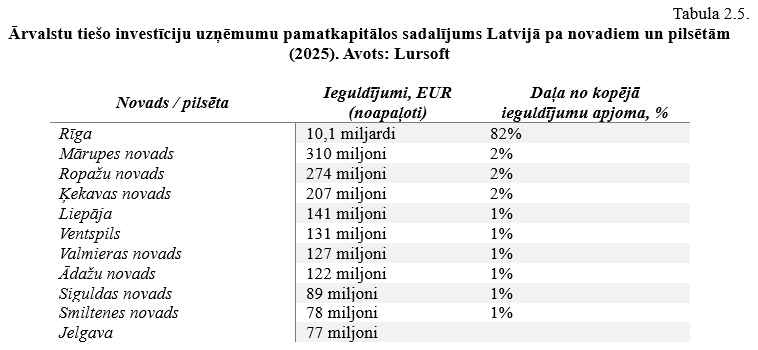 Tabula 2.5.
Ārvalstu tiešo investīciju uzņēmumu pamatkapitālos sadalījums Latvijā pa novadiem un pilsētām
(2025). Avots: Lursoft
Novads / pilsēta Ieguldījumi, EUR (noapaļoti) Daļa no kopējā ieguldījumu apjoma, %
Rīga 10,1 miljardi 82%
Mārupes novads 310 miljoni 2%
Ropažu novads 274 miljoni 2%
Ķekavas novads 207 miljoni 2%
Liepāja 141 miljoni 1%
Ventspils 131 miljoni 1%
Valmieras novads 127 miljoni 1%
Ādažu novads 122 miljoni 1%
Siguldas novads 89 miljoni 1%
Smiltenes novads 78 miljoni 1%
Jelgava 77 miljoni